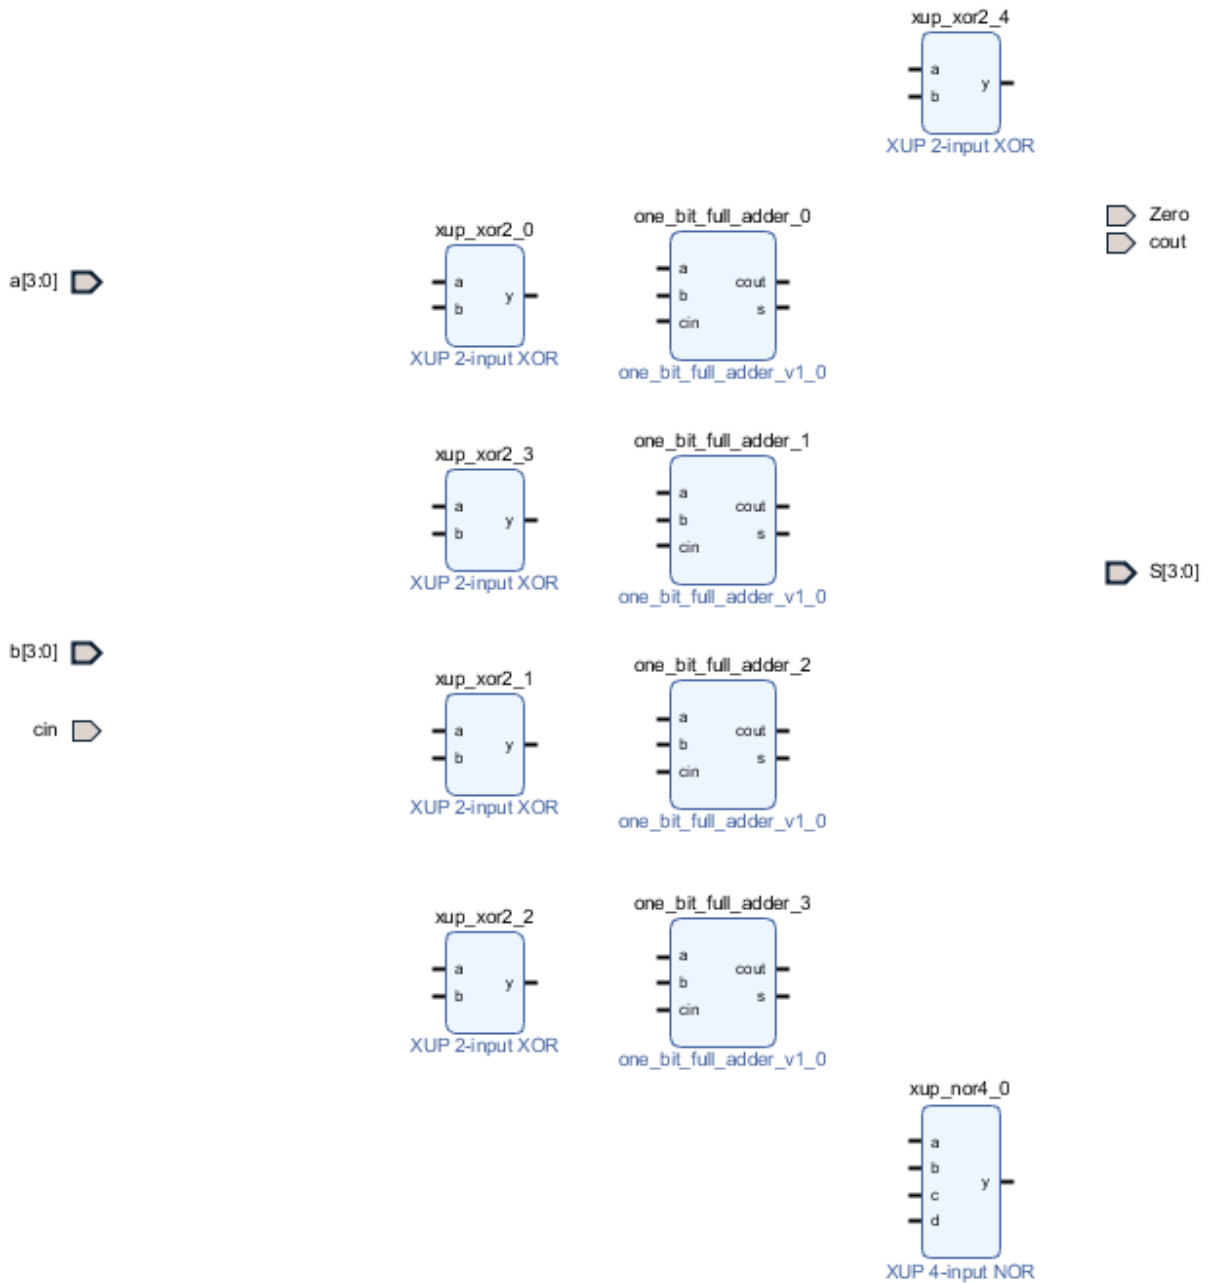 xup_xor2_4
a
b
y
XUP 2-input XOR
Zero
cout
a[3:0]
xup_xor2_0
a
b
y
XUP 2-input XOR
one_bit_full_adder_0
a
b
cin
cout
s
one_bit_full_adder_v1_0
xup_xor2_3
a
b
y
XUP 2-input XOR
one_bit_full_adder_1
a
b
cin
cout
s
one_bit_full_adder_v1_0
S[3:0]
b[3:0]
cin
xup_xor2_1
a
b
y
XUP 2-input XOR
one_bit_full_adder_2
a
b
cin
cout
s
one_bit_full_adder_v1_0
xup_xor2_2
a
b
y
XUP 2-input XOR
one_bit_full_adder_3
a
b
cin
cout
s
one_bit_full_adder_v1_0
xup_nor4_0
a
b
c
d
y
XUP 4-input NOR